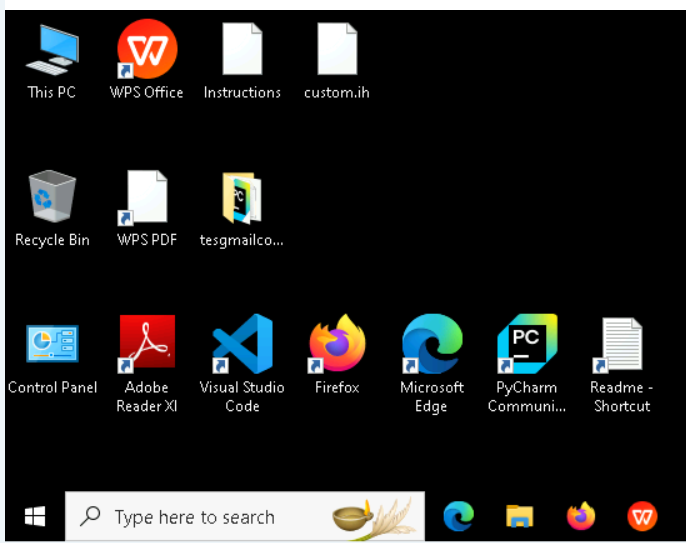 This PC
WPS Office
Instructions
custom.ih
Recycle Bin
WPS PDF
PC
tesgmailco...
Control Panel
Adobe
Reader XI
Visual Studio
Code
Firefox
Microsoft
Edge
PC
PyCharm
Communi...
Readme -
Shortcut
Type here to search